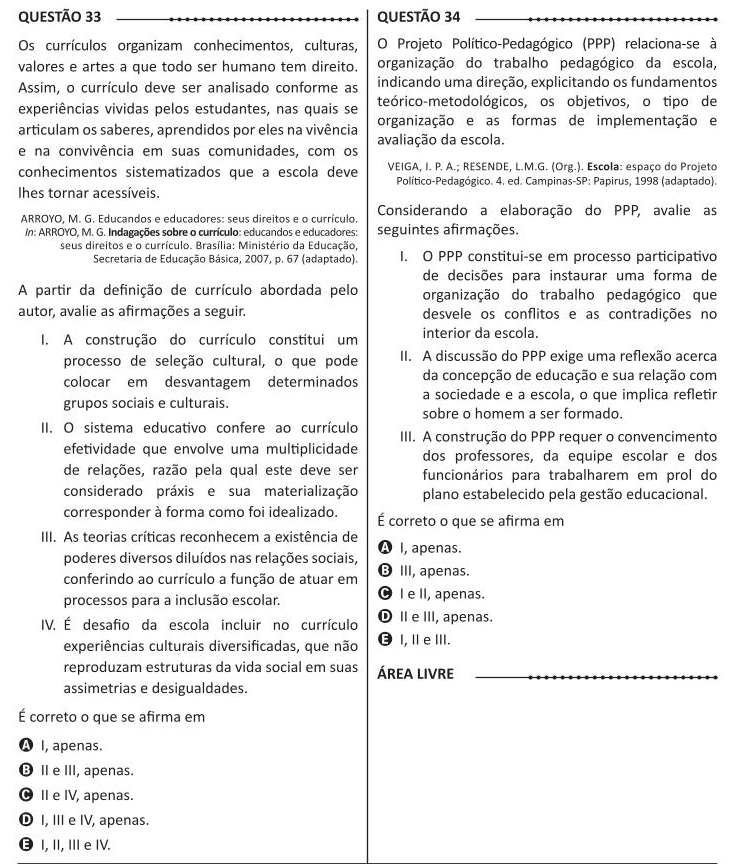 QUESTÃO 33
Os currículos organizam conhecimentos, culturas,
valores e artes a que todo ser humano tem direito.
Assim, o currículo deve ser analisado conforme as
experiências vividas pelos estudantes, nas quais se
articulam os saberes, aprendidos por eles na vivência
e na convivência em suas comunidades, com os
conhecimentos sistematizados que a escola deve
lhes tornar acessíveis.
ARROYO, M. G. Educandos e educadores: seus direitos e o currículo.
In: ARROYO, M. G. Indagações sobre o currículo: educandos e educadores:
seus direitos e o currículo. Brasília: Ministério da Educação,
Secretaria de Educação Básica, 2007, p. 67 (adaptado).
A partir da definição de currículo abordada pelo
autor, avalie as afirmações a seguir.
I. A construção do currículo constitui um
processo de seleção cultural, o que pode
colocar em desvantagem determinados
grupos sociais e culturais.
II. O sistema educativo confere ao currículo
efetividade que envolve uma multiplicidade
de relações, razão pela qual este deve ser
considerado práxis e sua materialização
corresponder à forma como foi idealizado.
III. As teorias críticas reconhecem a existência de
poderes diversos diluídos nas relações sociais,
conferindo ao currículo a função de atuar em
processos para a inclusão escolar.
IV. É desafio da escola incluir no currículo
experiências culturais diversificadas, que não
reproduzam estruturas da vida social em suas
assimetrias e desigualdades.
É correto o que se afirma em
A I, apenas.
B II e III, apenas.
C II e IV, apenas.
D I, III e IV, apenas.
E I, II, III e IV.
QUESTÃO 34
O Projeto Político-Pedagógico (PPP) relaciona-se à
organização do trabalho pedagógico da escola,
indicando uma direção, explicitando os fundamentos
teórico-metodológicos, os objetivos, o tipo de
organização e as formas de implementação e
avaliação da escola.
VEIGA, I. P. A.; RESENDE, L.M.G. (Org.). Escola: espaço do Projeto
Político-Pedagógico. 4. ed. Campinas-SP: Papirus, 1998 (adaptado).
Considerando a elaboração do PPP, avalie as
seguintes afirmações.
I. O PPP constitui-se em processo participativo
de decisões para instaurar uma forma de
organização do trabalho pedagógico que
desvele os conflitos e as contradições no
interior da escola.
II. A discussão do PPP exige uma reflexão acerca
da concepção de educação e sua relação com
a sociedade e a escola, o que implica refletir
sobre o homem a ser formado.
III. A construção do PPP requer o convencimento
dos professores, da equipe escolar e dos
funcionários para trabalharem em prol do
plano estabelecido pela gestão educacional.
É correto o que se afirma em
A I, apenas.
B III, apenas.
C I e II, apenas.
D II e III, apenas.
E I, II e III.
ÁREA LIVRE